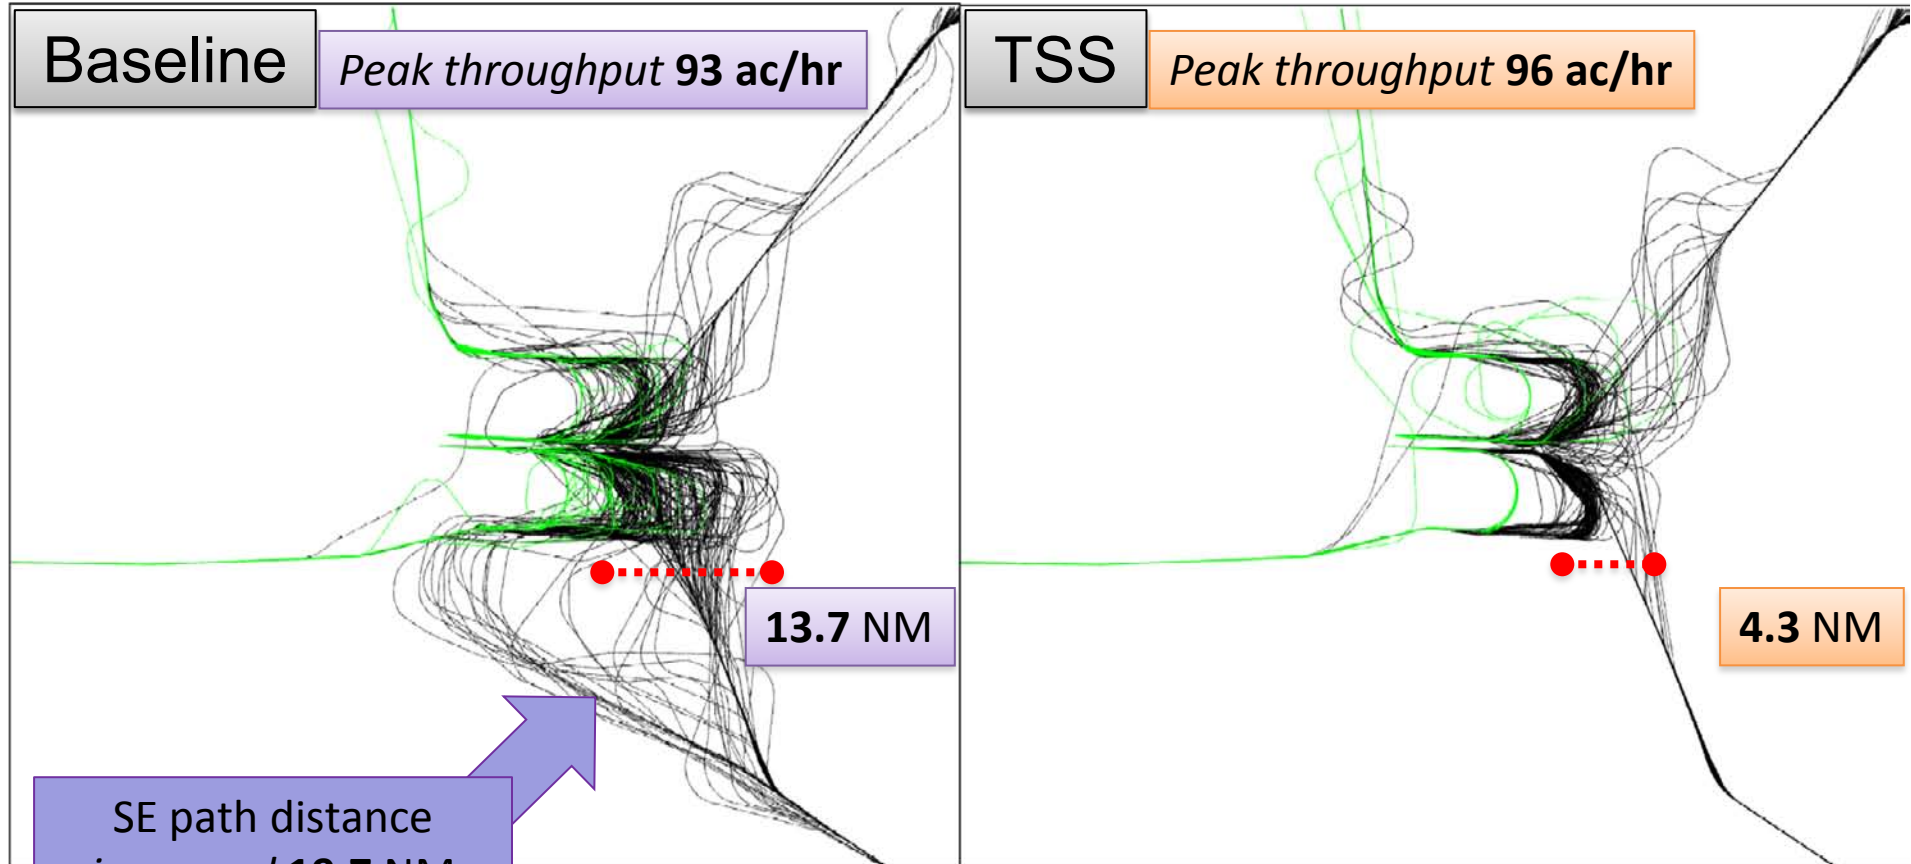 Baseline
Peak throughput 93 ac/hr
TSS
Peak throughput 96 ac/hr
13.7 NM
4.3 NM
SE path distance
NM